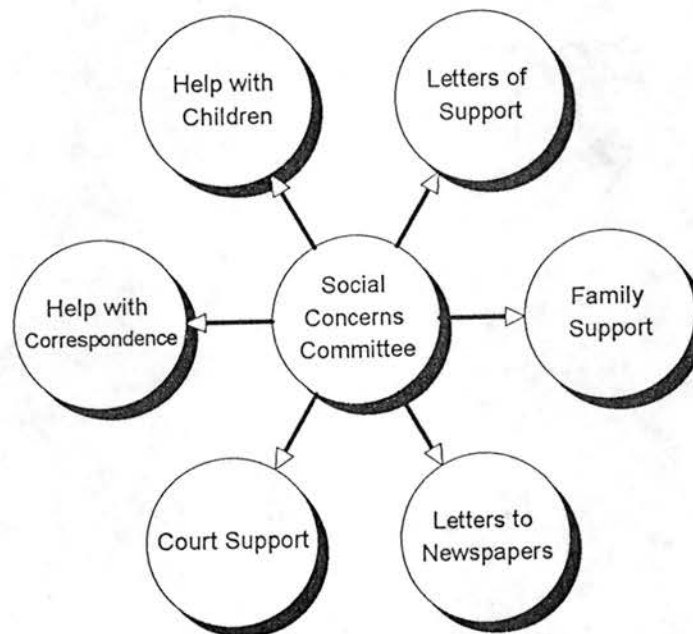 Help with
Children
Letters of
Support
Help with
Correspondence
Social
Concerns
Committee
Family
Support
Court Support
Letters to
Newspapers